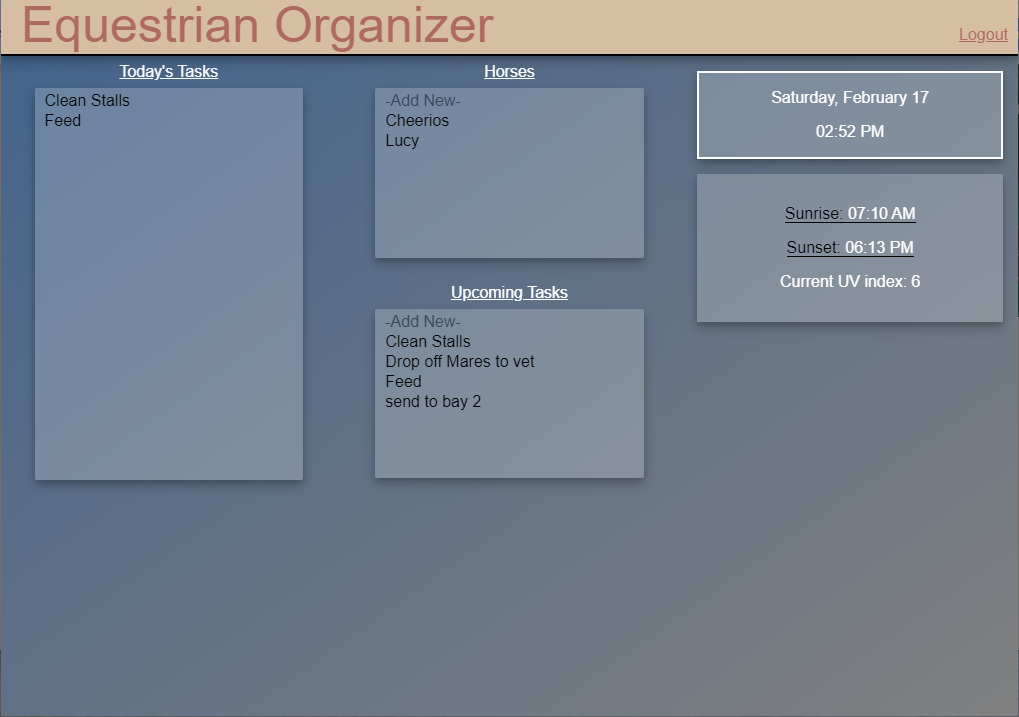 Equestrian Organizer
Logout
Today's Tasks
Clean Stalls
Feed
Horses
-Add New-
Cheerios
Lucy
Upcoming Tasks
-Add New-
Clean Stalls
Drop off Mares to vet
Feed
send to bay 2
Saturday, February 17
02:52 PM
Sunrise: 07:10 AM
Sunset: 06:13 PM
Current UV index: 6